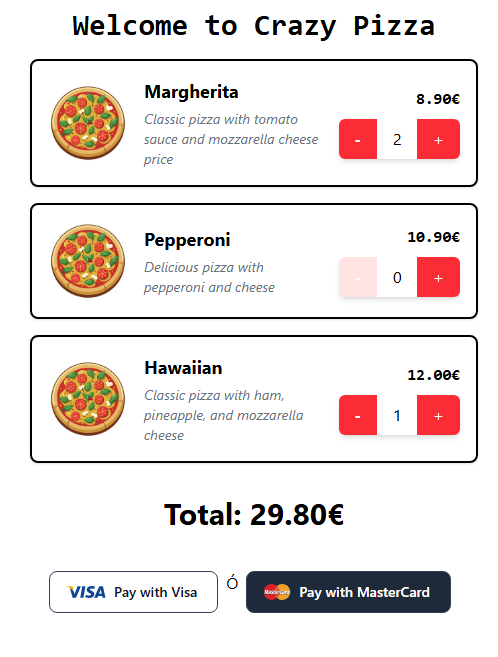 Welcome to Crazy Pizza
Margherita
Classic pizza with tomato
sauce and mozzarella cheese
price
8.90€
- 2 +
Pepperoni
Delicious pizza with
pepperoni and cheese
10.90€
- 0 +
Hawaiian
Classic pizza with ham,
pineapple, and mozzarella
cheese
12.00€
- 1 +
Total: 29.80€
VISA Pay with Visa Ó MasterCard Pay with MasterCard